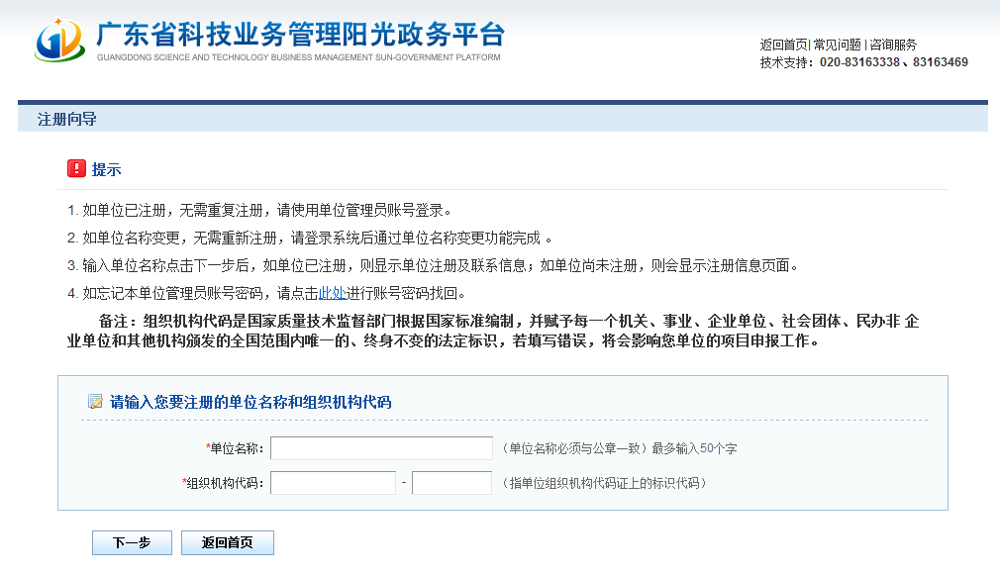 广东省科技业务管理阳光政务平台
GUANGDONG SCIENCE AND TECHNOLOGY BUSINESS MANAGEMENT SUN-GOVERNMENT PLATFORM
返回首页| 常见问题 | 咨询服务
技术支持：020-83163338、83163469
注册向导
提示
1. 如单位已注册，无需重复注册，请使用单位管理员账号登录。
2. 如单位名称变更，无需重新注册，请登录系统后通过单位名称变更功能完成 。
3. 输入单位名称点击下一步后，如单位已注册，则显示单位注册及联系信息；如单位尚未注册，则会显示注册信息页面。
4. 如忘记本单位管理员账号密码，请点击此处进行账号密码找回。
备注：组织机构代码是国家质量技术监督部门根据国家标准编制，并赋予每一个机关、事业、企业单位、社会团体、民办非 企
业单位和其他机构颁发的全国范围内唯一的、终身不变的法定标识，若填写错误，将会影响您单位的项目申报工作。
请输入您要注册的单位名称和组织机构代码
*单位名称： （单位名称必须与公章一致）最多输入50个字
*组织机构代码： - （指单位组织机构代码证上的标识代码）
下一步 返回首页